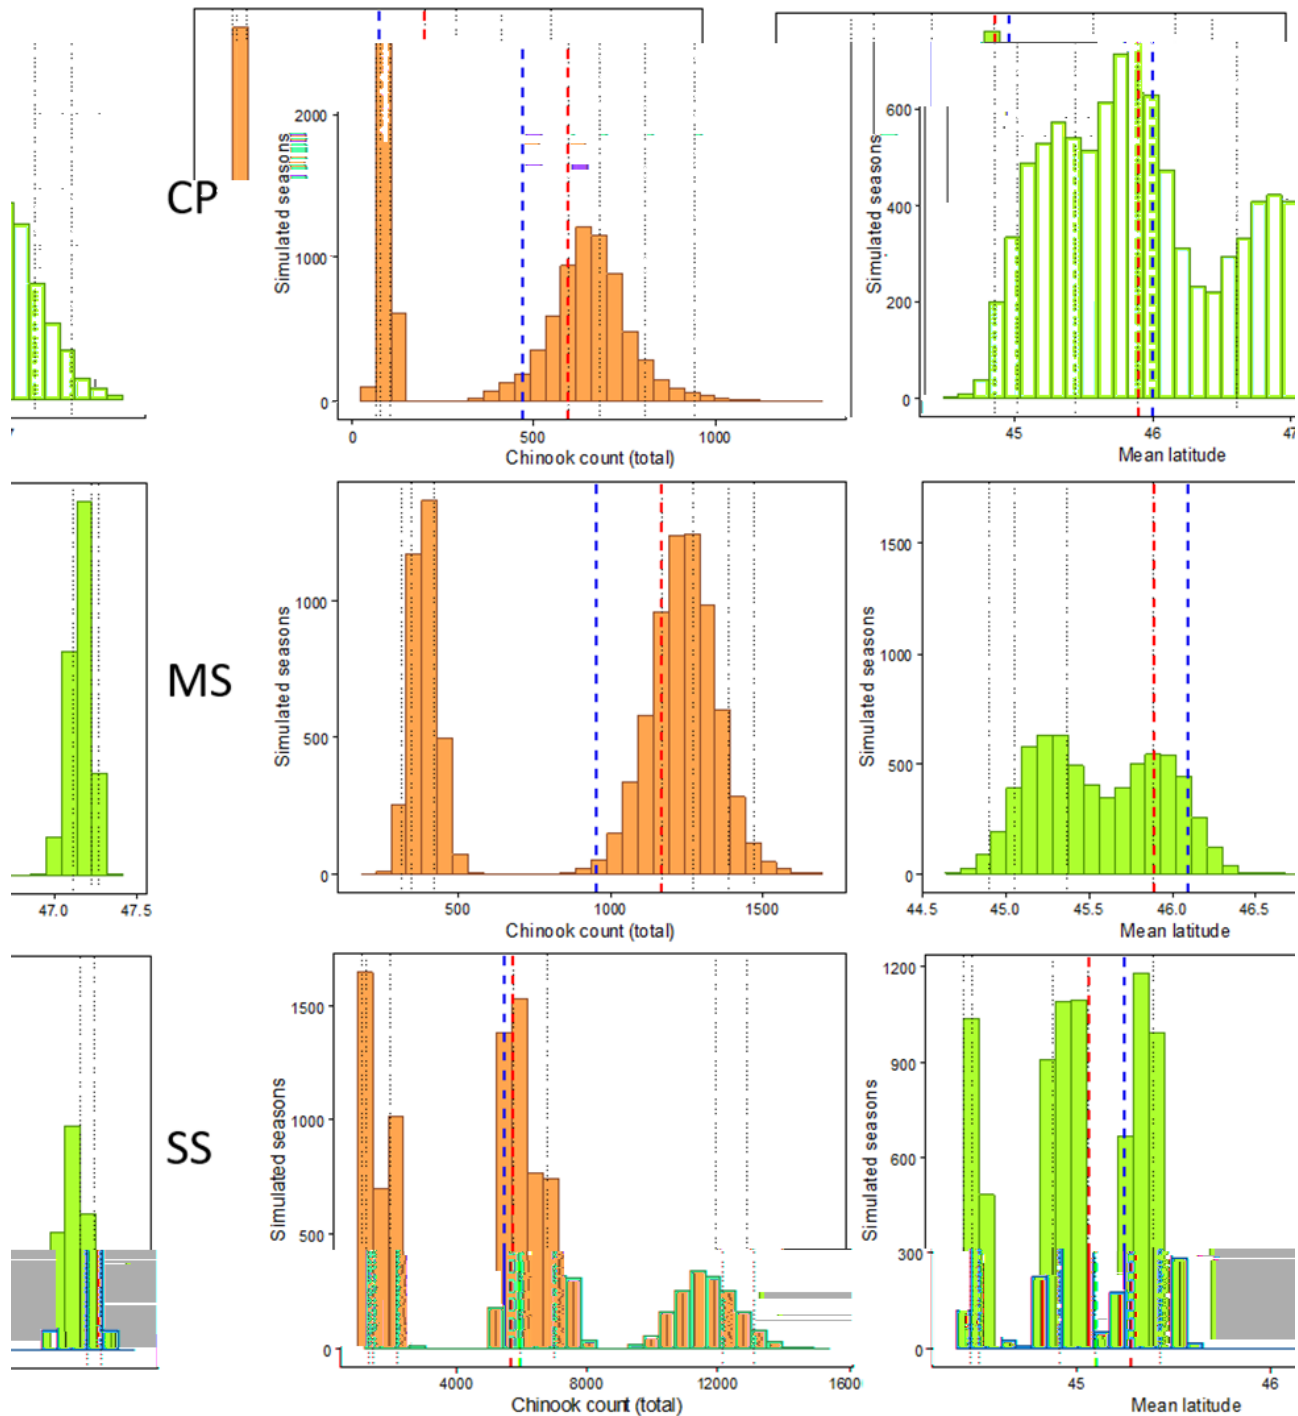 CP
Simulated seasons
2000
1000
0
0 500 1000
Chinook count (total)
Simulated seasons
600
400
200
0
45 46 47
Mean latitude
47.0 47.5
MS
Simulated seasons
1000
500
0
500 1000 1500
Chinook count (total)
Simulated seasons
1500
1000
500
0
44.5 45.0 45.5 46.0 46.5
Mean latitude
SS
Simulated seasons
1500
1000
500
0
4000 8000 12000 1600
Chinook count (total)
Simulated seasons
1200
900
600
300
0
45 46
Mean latitude